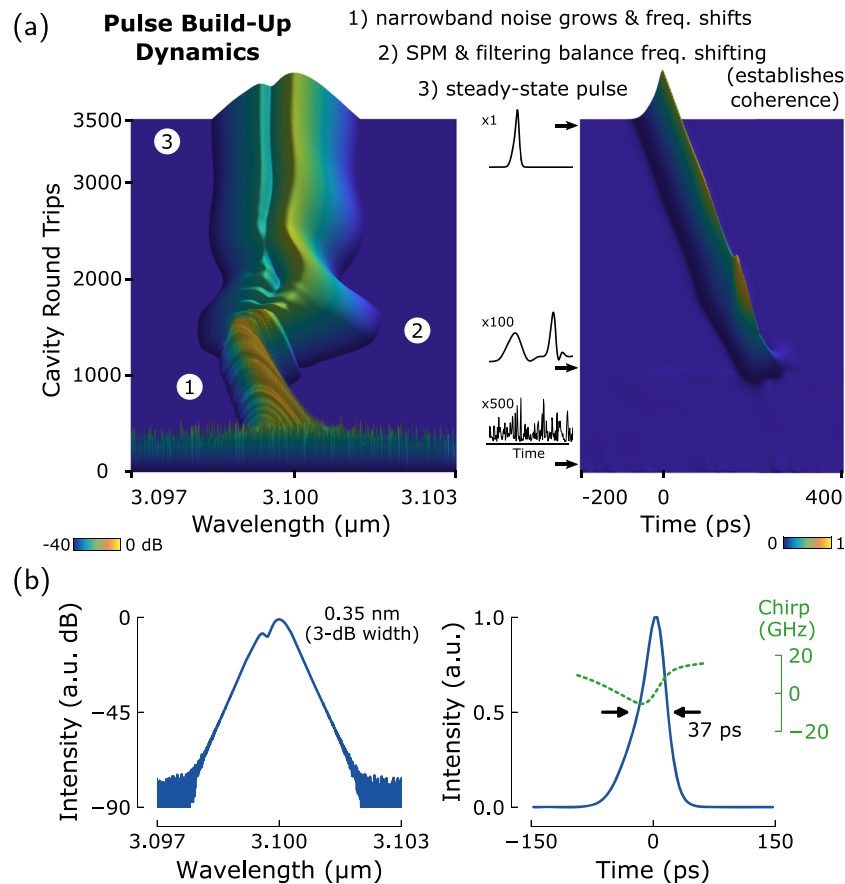 (a)
Pulse Build-Up
Dynamics
1) narrowband noise grows & freq. shifts
2) SPM & filtering balance freq. shifting
3) steady-state pulse
(establishes
coherence)
Cavity Round Trips
3500
3000
2000
1000
0
3
2
1
3.097
3.100
3.103
Wavelength (μm)
-40
0 dB
x1
x100
x500
Time
-200
0
400
Time (ps)
0
1
(b)
Intensity (a.u. dB)
0
−45
−90
0.35 nm
(3-dB width)
3.097
3.100
3.103
Wavelength (μm)
Intensity (a.u.)
1.0
0.5
0.0
37 ps
Chirp
(GHz)
20
0
−20
−150
0
150
Time (ps)